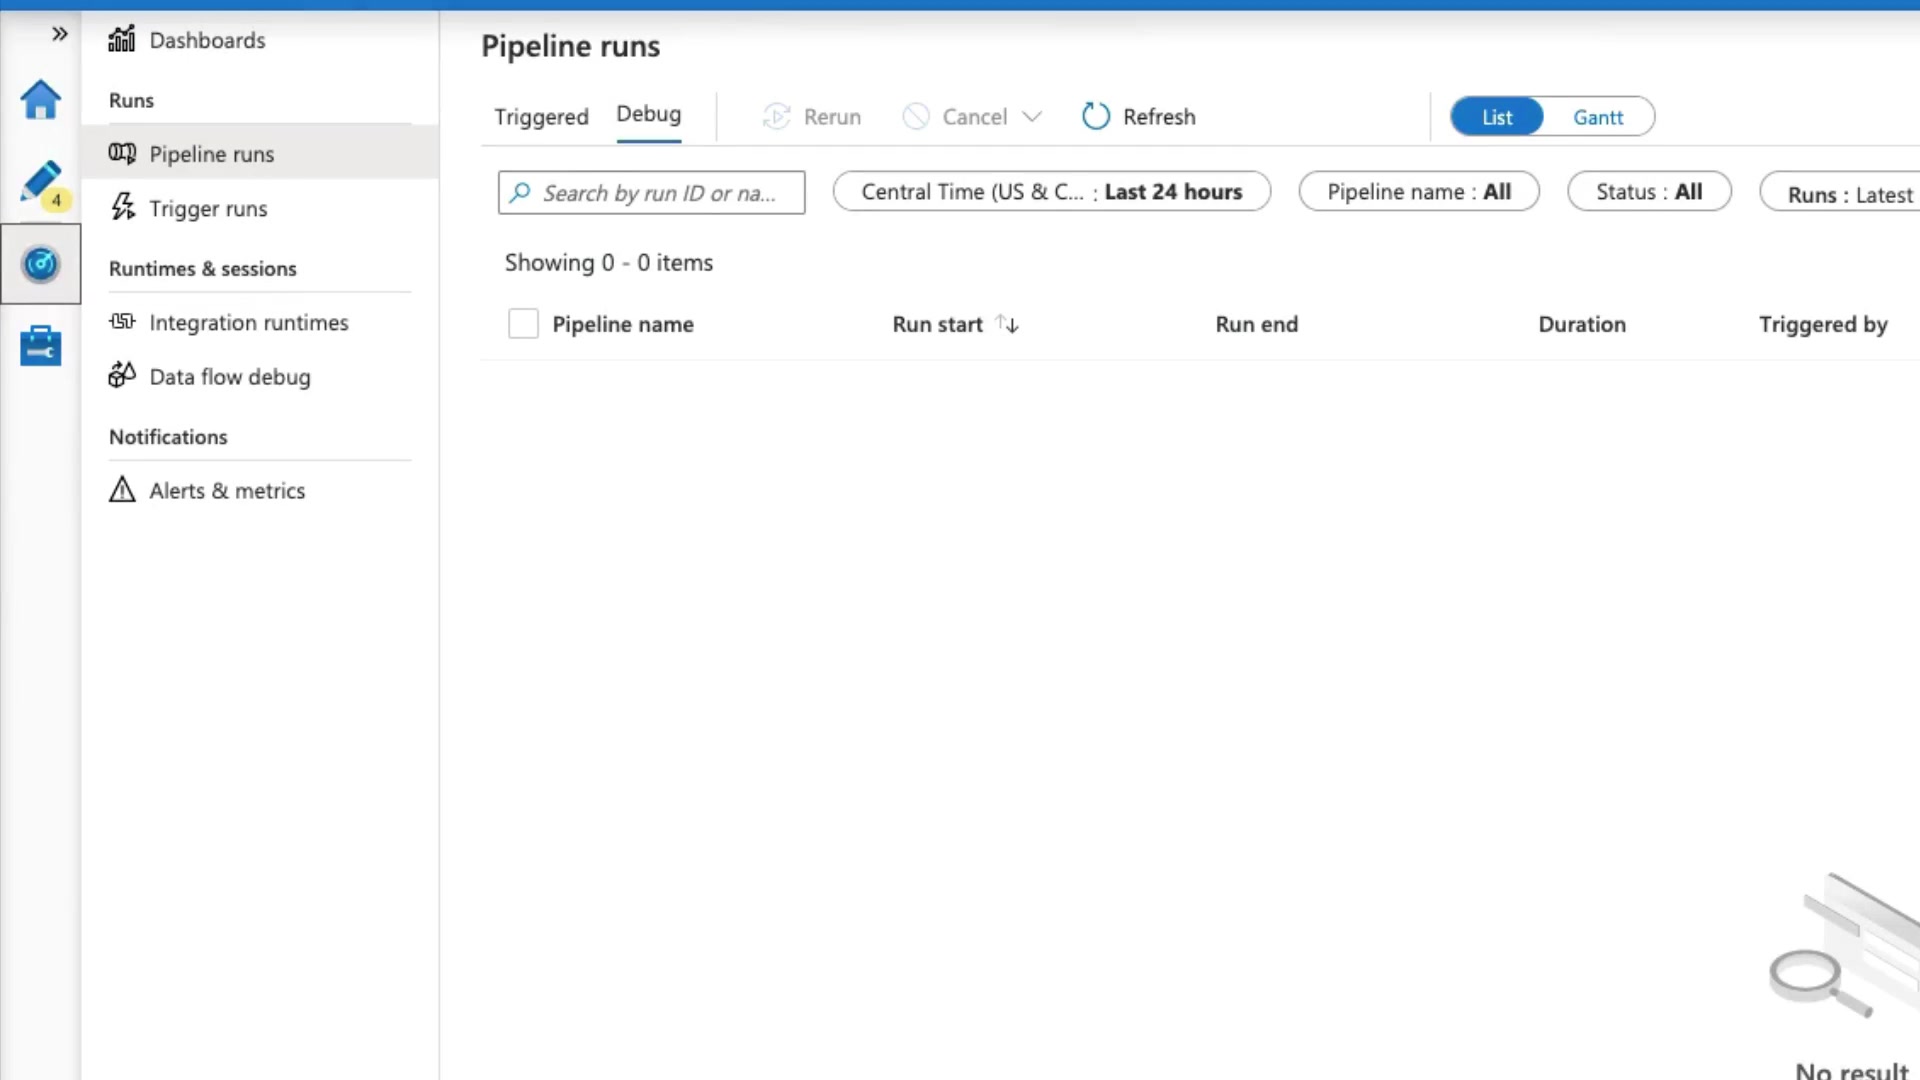 Dashboards
Runs
Pipeline runs
Trigger runs
Runtimes & sessions
Integration runtimes
Data flow debug
Notifications
Alerts & metrics
4
Pipeline runs
Triggered Debug Rerun Cancel Refresh List Gantt
Search by run ID or na... Central Time (US & C... : Last 24 hours Pipeline name : All Status : All Runs : Latest
Showing 0 - 0 items
Pipeline name Run start Run end Duration Triggered by
No result